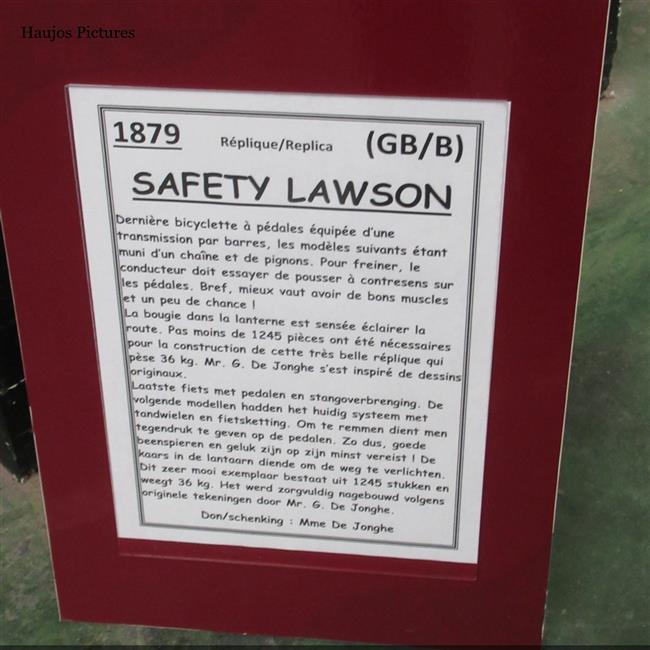 Haujos Pictures
1879 Réplique/Replica (GB/B)
SAFETY LAWSON
Dernière bicyclette à pédales équipée d'une
transmission par barres, les modèles suivants étant
muni d'un chaîne et de pignons. Pour freiner, le
conducteur doit essayer de pousser à contresens sur
les pédales. Bref, mieux vaut avoir de bons muscles
et un peu de chance !
La bougie dans la lanterne est sensée éclairer la
route. Pas moins de 1245 pièces ont été nécessaires
pour la construction de cette très belle réplique qui
pèse 36 kg. Mr. G. De Jonghe s'est inspiré de dessins
originaux.
Laatste fiets met pedalen en stangoverbrenging. De
volgende modellen hadden het huidig systeem met
tandwielen en fietsketting. Om te remmen dient men
tegendruk te geven op de pedalen. Zo dus, goede
beenspieren en geluk zijn op zijn minst vereist ! De
kaars in de lantaarn diende om de weg te verlichten.
Dit zeer mooi exemplaar bestaat uit 1245 stukken en
weegt 36 kg. Het werd zorgvuldig nagebouwd volgens
originele tekeningen door Mr. G. De Jonghe.
Don/schenking : Mme De Jonghe